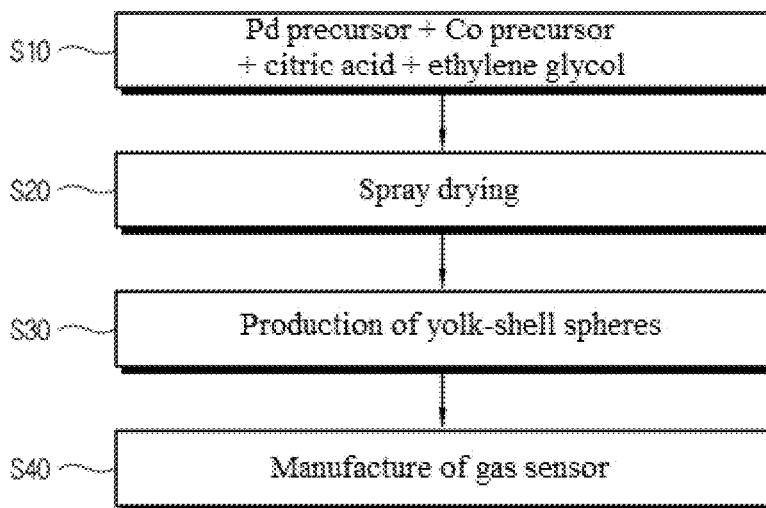 S10
Pd precursor + Co precursor
+ citric acid + ethylene glycol
S20
Spray drying
S30
Production of yolk-shell spheres
S40
Manufacture of gas sensor